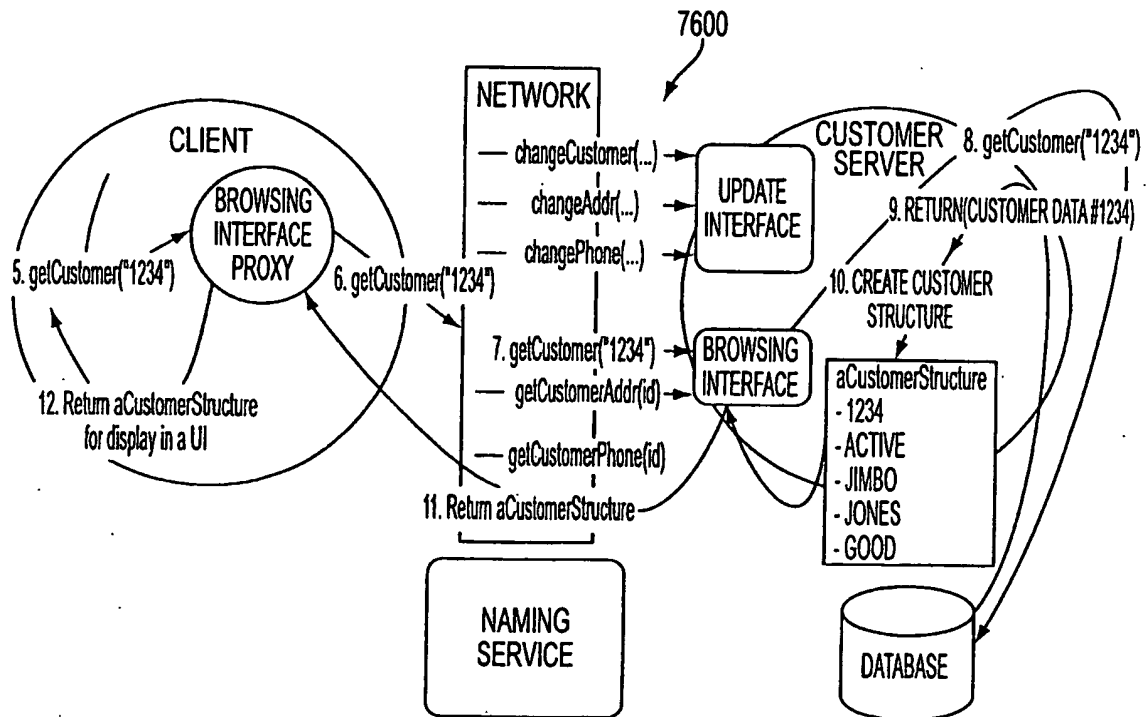 7600
NETWORK
CLIENT
BROWSING
INTERFACE
PROXY
5. getCustomer("1234")
6. getCustomer("1234")
12. Return aCustomerStructure
for display in a UI
changeCustomer(...)
changeAddr(...)
changePhone(...)
7. getCustomer("1234")
getCustomerAddr(id)
getCustomerPhone(id)
11. Return aCustomerStructure
NAMING
SERVICE
CUSTOMER
SERVER
UPDATE
INTERFACE
BROWSING
INTERFACE
8. getCustomer("1234")
9. RETURN(CUSTOMER DATA #1234)
10. CREATE CUSTOMER
STRUCTURE
aCustomerStructure
- 1234
- ACTIVE
- JIMBO
- JONES
- GOOD
DATABASE